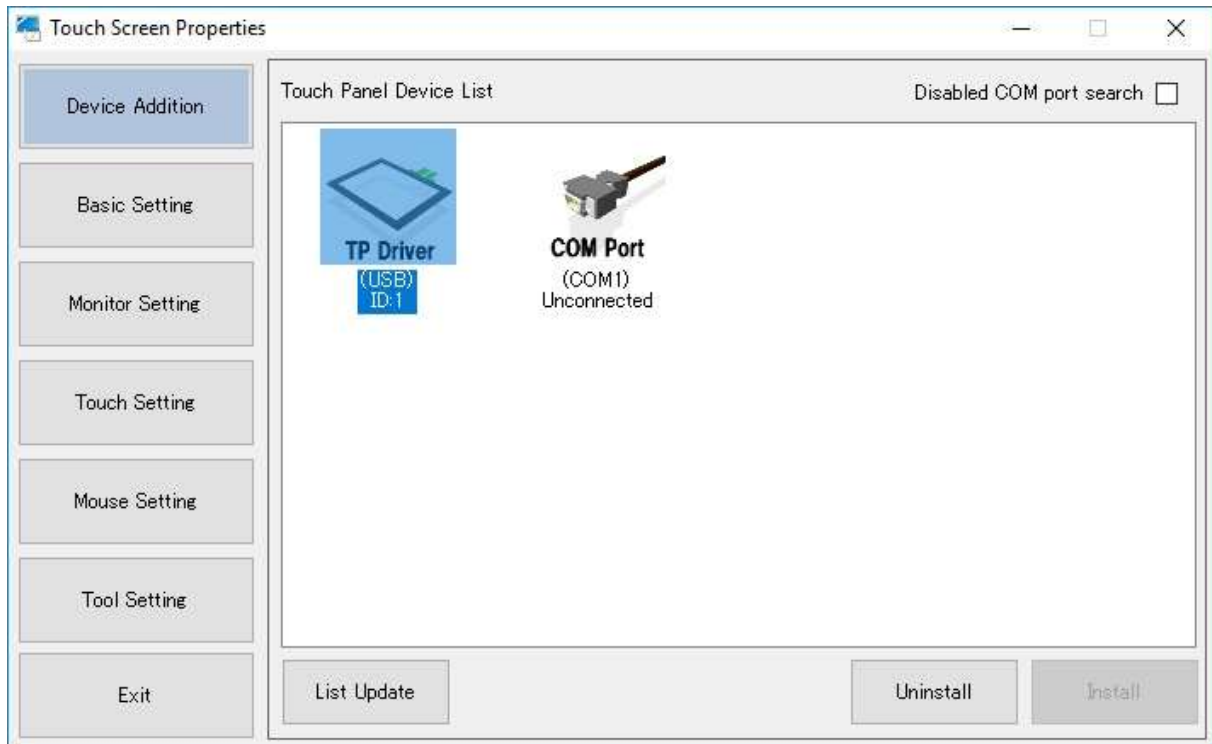 Touch Screen Properties
Device Addition
Basic Setting
Monitor Setting
Touch Setting
Mouse Setting
Tool Setting
Exit
Touch Panel Device List
Disabled COM port search
TP Driver
(USB)
ID:1
COM Port
(COM1)
Unconnected
List Update
Uninstall
Install